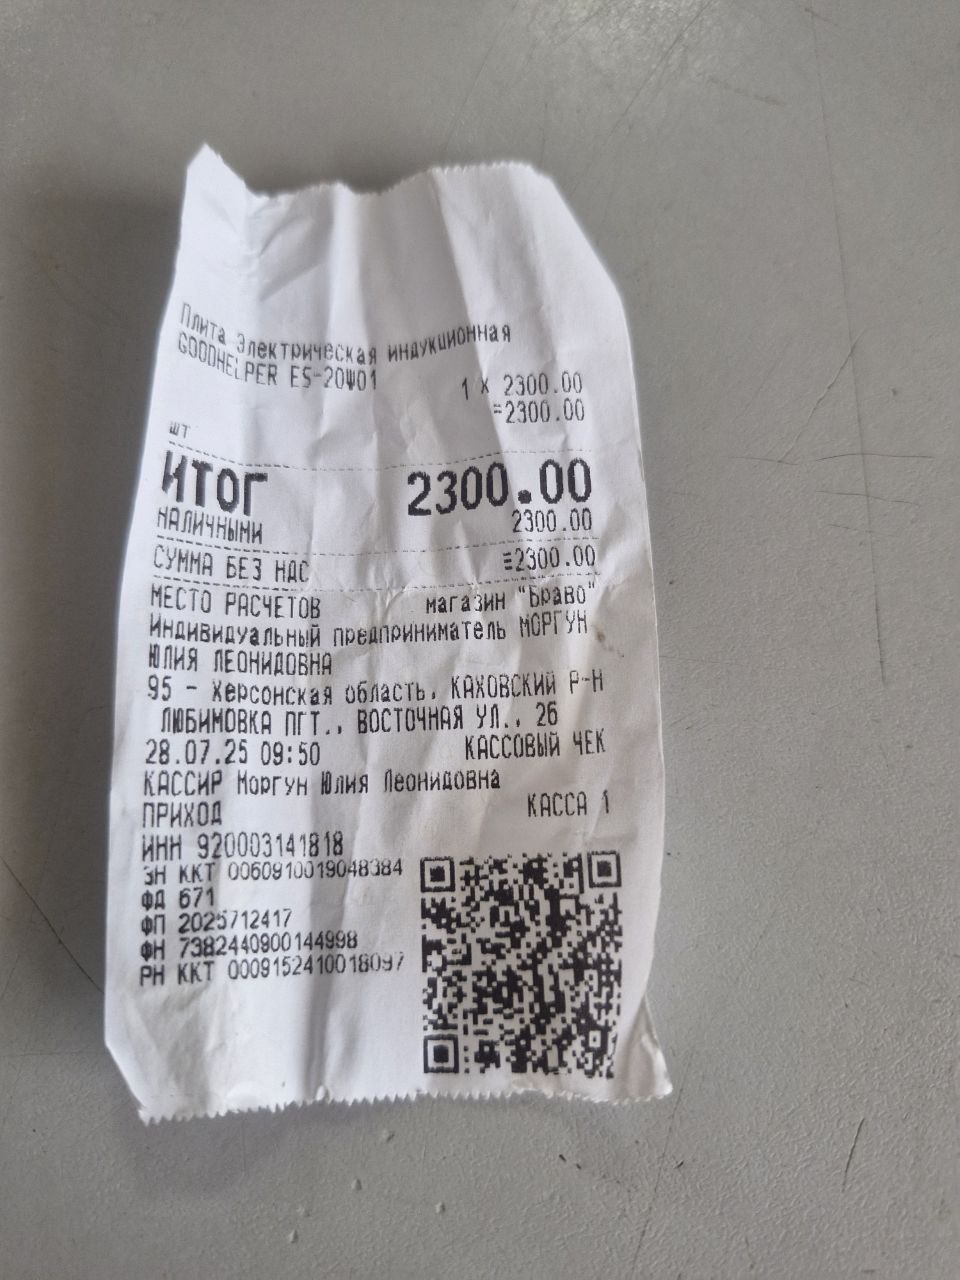 Плита электрическая индукционная
GOODHELPER ES-20W01
1 X 2300.00
=2300.00
шт
ИТОГ 2300.00
НАЛИЧНЫМИ 2300.00
СУММА БЕЗ НДС =2300.00
МЕСТО РАСЧЕТОВ магазин "Браво"
Индивидуальный предприниматель МОРГУН
ЮЛИЯ ЛЕОНИДОВНА
95 - Херсонская область, КАХОВСКИЙ Р-Н
ЛЮБИМОВКА ПГТ., ВОСТОЧНАЯ УЛ., 26
28.07.25 09:50 КАССОВЫЙ ЧЕК
КАССИР Моргун Юлия Леонидовна
ПРИХОД КАССА 1
ИНН 920003141818
ЗН ККТ 0060910019048384
ФД 671
ФП 2025712417
ФН 7382440900144998
РН ККТ 0009152410018097